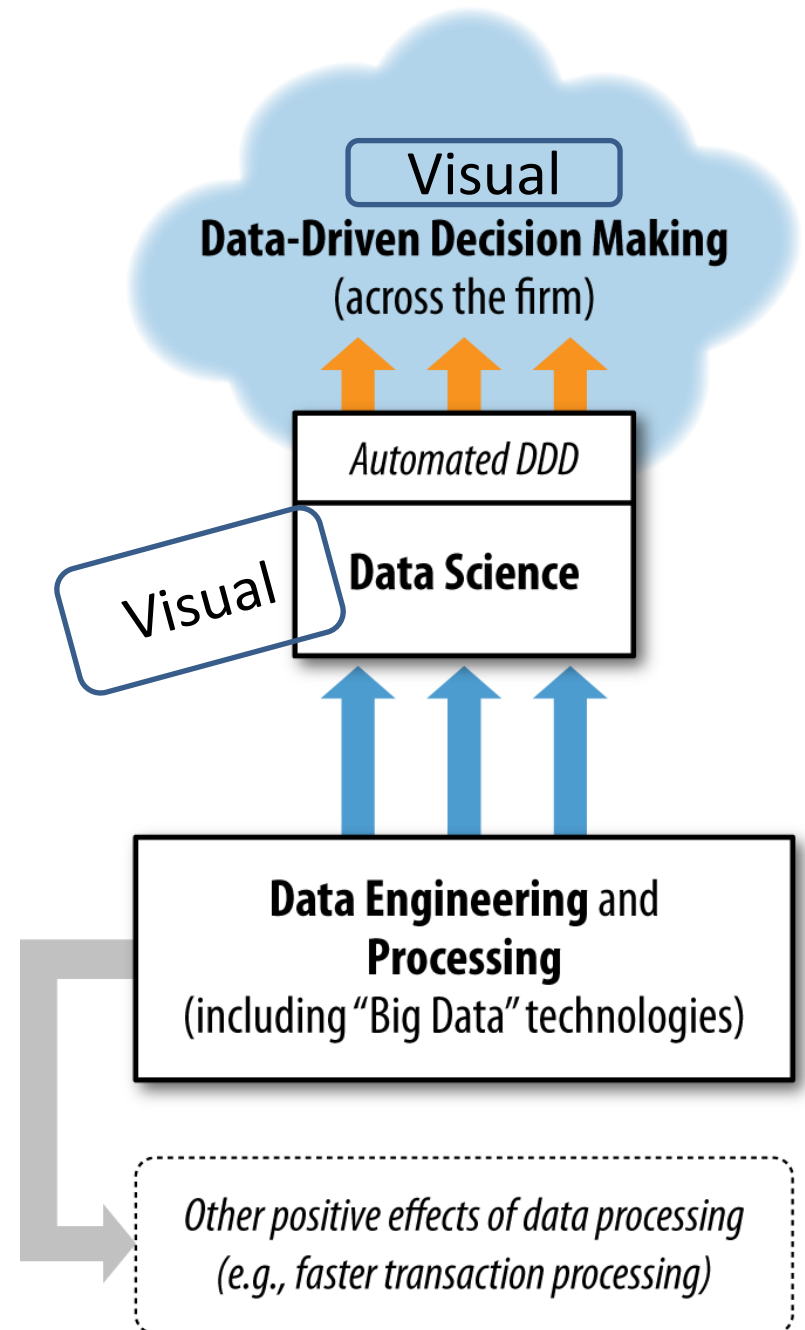 Visual
Data-Driven Decision Making
(across the firm)
Automated DDD
Visual
Data Science
Data Engineering and
Processing
(including “Big Data” technologies)
Other positive effects of data processing
(e.g., faster transaction processing)